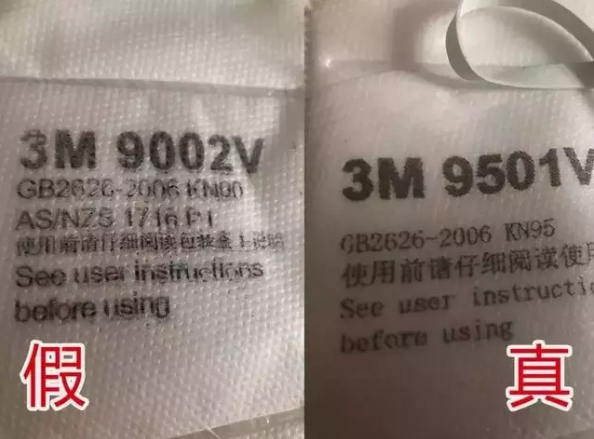 3M 9002V
GB2626-2006 KN90
AS/NZS 1716 P1
使用前请仔细阅读包装盒上说明
See user instructions
before using
假
3M 9501V
GB2626-2006 KN95
使用前请仔细阅读使用
See user instructio
before using
真